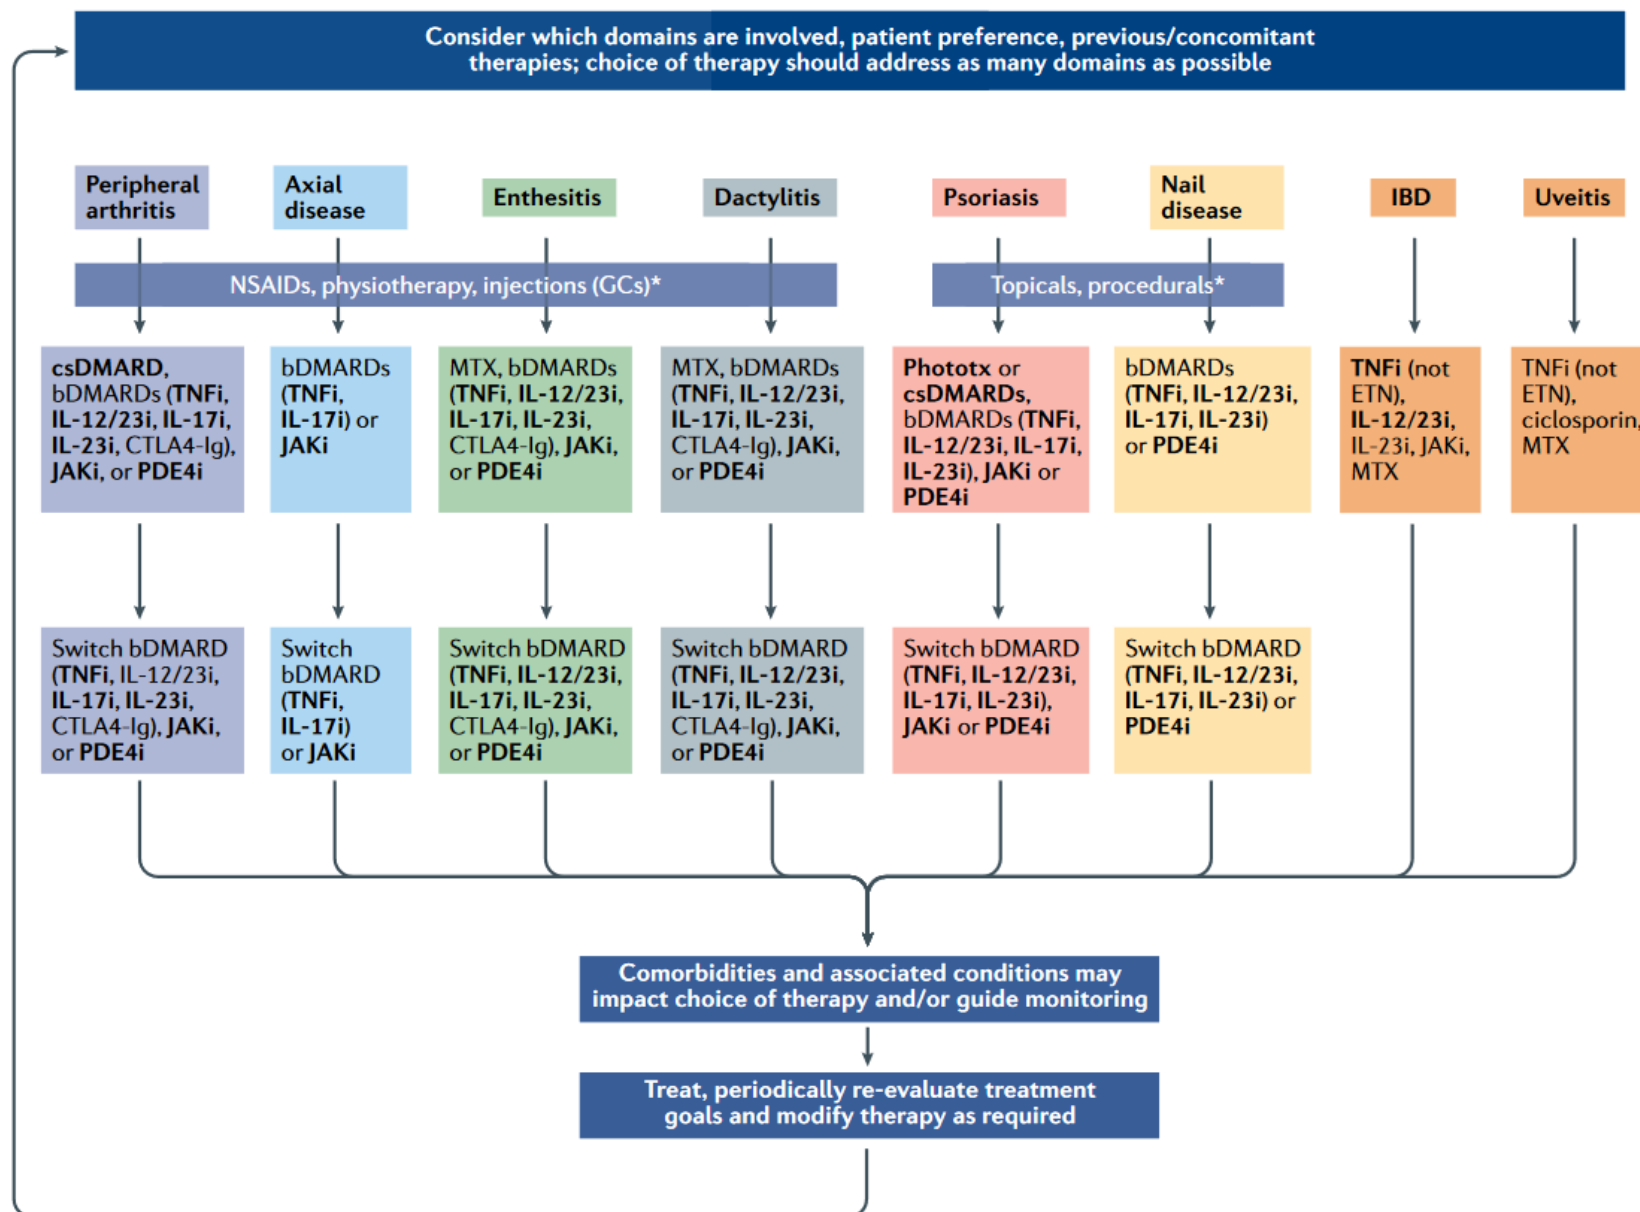 Consider which domains are involved, patient preference, previous/concomitant
therapies; choice of therapy should address as many domains as possible
Peripheral
arthritis
Axial
disease
Enthesitis
Dactylitis
Psoriasis
Nail
disease
IBD
Uveitis
NSAIDs, physiotherapy, injections (GCs)*
Topicals, procedurals*
csDMARD,
bDMARDs (TNFi,
IL-12/23i, IL-17i,
IL-23i, CTLA4-Ig),
JAKi, or PDE4i
bDMARDs
(TNFi,
IL-17i) or
JAKi
MTX, bDMARDs
(TNFi, IL-12/23i,
IL-17i, IL-23i,
CTLA4-Ig), JAKi,
or PDE4i
MTX, bDMARDs
(TNFi, IL-12/23i,
IL-17i, IL-23i,
CTLA4-Ig), JAKi,
or PDE4i
Phototx or
csDMARDs,
bDMARDs (TNFi,
IL-12/23i, IL-17i,
IL-23i), JAKi or
PDE4i
bDMARDs
(TNFi, IL-12/23i,
IL-17i, IL-23i)
or PDE4i
TNFi (not
ETN),
IL-12/23i,
IL-23i, JAKi,
MTX
TNFi (not
ETN),
ciclosporin,
MTX
Switch bDMARD
(TNFi, IL-12/23i,
IL-17i, IL-23i,
CTLA4-Ig), JAKi,
or PDE4i
Switch
bDMARD
(TNFi,
IL-17i)
or JAKi
Switch bDMARD
(TNFi, IL-12/23i,
IL-17i, IL-23i,
CTLA4-Ig), JAKi,
or PDE4i
Switch bDMARD
(TNFi, IL-12/23i,
IL-17i, IL-23i,
CTLA4-Ig), JAKi,
or PDE4i
Switch bDMARD
(TNFi, IL-12/23i,
IL-17i, IL-23i),
JAKi or PDE4i
Switch bDMARD
(TNFi, IL-12/23i,
IL-17i, IL-23i) or
PDE4i
Comorbidities and associated conditions may
impact choice of therapy and/or guide monitoring
Treat, periodically re-evaluate treatment
goals and modify therapy as required